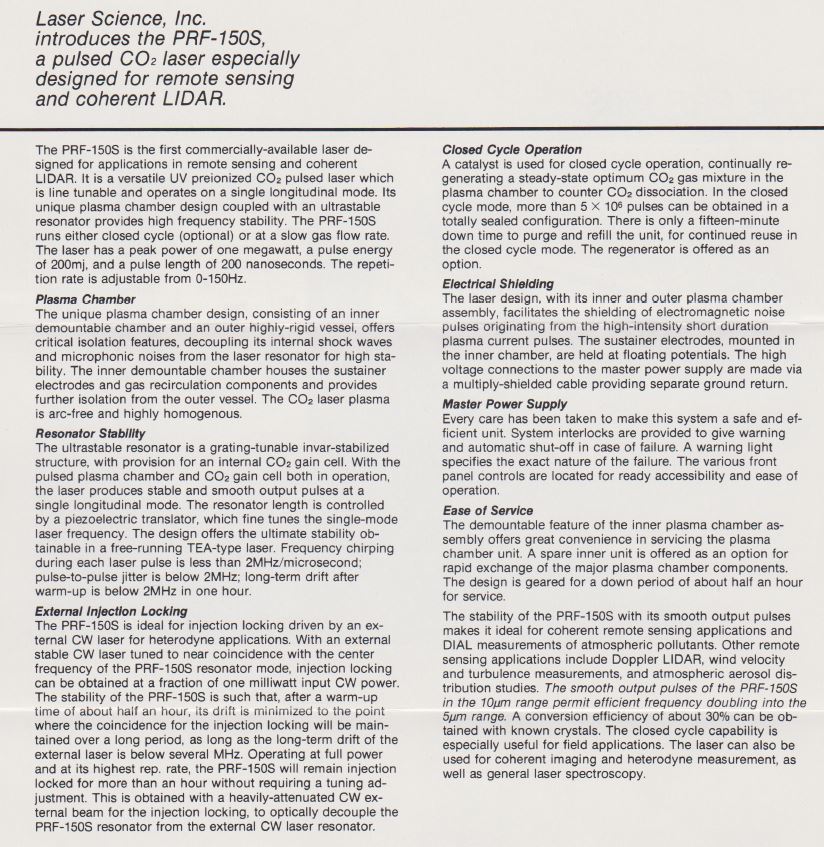 Laser Science, Inc.
introduces the PRF-150S,
a pulsed CO₂ laser especially
designed for remote sensing
and coherent LIDAR.
The PRF-150S is the first commercially-available laser de-
signed for applications in remote sensing and coherent
LIDAR. It is a versatile UV preionized CO₂ pulsed laser which
is line tunable and operates on a single longitudinal mode. Its
unique plasma chamber design coupled with an ultrastable
resonator provides high frequency stability. The PRF-150S
runs either closed cycle (optional) or at a slow gas flow rate.
The laser has a peak power of one megawatt, a pulse energy
of 200mj, and a pulse length of 200 nanoseconds. The repeti-
tion rate is adjustable from 0-150Hz.
Plasma Chamber
The unique plasma chamber design, consisting of an inner
demountable chamber and an outer highly-rigid vessel, offers
critical isolation features, decoupling its internal shock waves
and microphonic noises from the laser resonator for high sta-
bility. The inner demountable chamber houses the sustainer
electrodes and gas recirculation components and provides
further isolation from the outer vessel. The CO₂ laser plasma
is arc-free and highly homogenous.
Resonator Stability
The ultrastable resonator is a grating-tunable invar-stabilized
structure, with provision for an internal CO₂ gain cell. With the
pulsed plasma chamber and CO₂ gain cell both in operation,
the laser produces stable and smooth output pulses at a
single longitudinal mode. The resonator length is controlled
by a piezoelectric translator, which fine tunes the single-mode
laser frequency. The design offers the ultimate stability ob-
tainable in a free-running TEA-type laser. Frequency chirping
during each laser pulse is less than 2MHz/microsecond;
pulse-to-pulse jitter is below 2MHz; long-term drift after
warm-up is below 2MHz in one hour.
External Injection Locking
The PRF-150S is ideal for injection locking driven by an ex-
ternal CW laser for heterodyne applications. With an external
stable CW laser tuned to near coincidence with the center
frequency of the PRF-150S resonator mode, injection locking
can be obtained at a fraction of one milliwatt input CW power.
The stability of the PRF-150S is such that, after a warm-up
time of about half an hour, its drift is minimized to the point
where the coincidence for the injection locking will be main-
tained over a long period, as long as the long-term drift of the
external laser is below several MHz. Operating at full power
and at its highest rep. rate, the PRF-150S will remain injection
locked for more than an hour without requiring a tuning ad-
justment. This is obtained with a heavily-attenuated CW ex-
ternal beam for the injection locking, to optically decouple the
PRF-150S resonator from the external CW laser resonator.
Closed Cycle Operation
A catalyst is used for closed cycle operation, continually re-
generating a steady-state optimum CO₂ gas mixture in the
plasma chamber to counter CO₂ dissociation. In the closed
cycle mode, more than 5 × 10⁶ pulses can be obtained in a
totally sealed configuration. There is only a fifteen-minute
down time to purge and refill the unit, for continued reuse in
the closed cycle mode. The regenerator is offered as an
option.
Electrical Shielding
The laser design, with its inner and outer plasma chamber
assembly, facilitates the shielding of electromagnetic noise
pulses originating from the high-intensity short duration
plasma current pulses. The sustainer electrodes, mounted in
the inner chamber, are held at floating potentials. The high
voltage connections to the master power supply are made via
a multiply-shielded cable providing separate ground return.
Master Power Supply
Every care has been taken to make this system a safe and ef-
ficient unit. System interlocks are provided to give warning
and automatic shut-off in case of failure. A warning light
specifies the exact nature of the failure. The various front
panel controls are located for ready accessibility and ease of
operation.
Ease of Service
The demountable feature of the inner plasma chamber as-
sembly offers great convenience in servicing the plasma
chamber unit. A spare inner unit is offered as an option for
rapid exchange of the major plasma chamber components.
The design is geared for a down period of about half an hour
for service.
The stability of the PRF-150S with its smooth output pulses
makes it ideal for coherent remote sensing applications and
DIAL measurements of atmospheric pollutants. Other remote
sensing applications include Doppler LIDAR, wind velocity
and turbulence measurements, and atmospheric aerosol dis-
tribution studies. The smooth output pulses of the PRF-150S
in the 10μm range permit efficient frequency doubling into the
5μm range. A conversion efficiency of about 30% can be ob-
tained with known crystals. The closed cycle capability is
especially useful for field applications. The laser can also be
used for coherent imaging and heterodyne measurement, as
well as general laser spectroscopy.